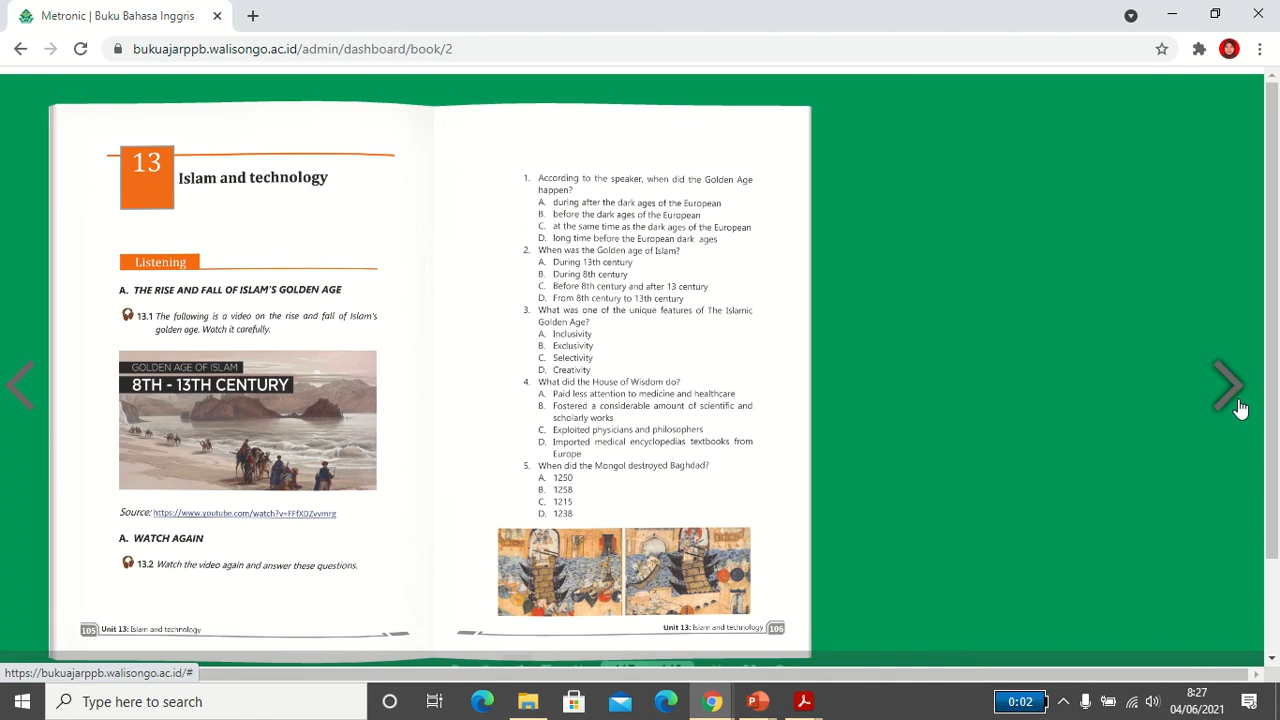 Metronic | Buku Bahasa Inggris
bukuajarppb.walisongo.ac.id/admin/dashboard/book/2
13
Islam and technology
Listening
A. THE RISE AND FALL OF ISLAM'S GOLDEN AGE
13.1 The following is a video on the rise and fall of Islam's
golden age. Watch it carefully.
GOLDEN AGE OF ISLAM
8TH - 13TH CENTURY
Source: https://www.youtube.com/watch?v=FFfXDZvvmrg
A. WATCH AGAIN
13.2 Watch the video again and answer these questions.
105 Unit 13: Islam and technology
1. According to the speaker, when did the Golden Age
happen?
A. during after the dark ages of the European
B. before the dark ages of the European
C. at the same time as the dark ages of the European
D. long time before the European dark ages
2. When was the Golden age of Islam?
A. During 13th century
B. During 8th century
C. Before 8th century and after 13 century
D. From 8th century to 13th century
3. What was one of the unique features of The Islamic
Golden Age?
A. Inclusivity
B. Exclusivity
C. Selectivity
D. Creativity
4. What did the House of Wisdom do?
A. Paid less attention to medicine and healthcare
B. Fostered a considerable amount of scientific and
scholarly works
C. Exploited physicians and philosophers
D. Imported medical encyclopedias textbooks from
Europe
5. When did the Mongol destroyed Baghdad?
A. 1250
B. 1258
C. 1215
D. 1238
Unit 13: Islam and technology 106
https://bukuajarppb.walisongo.ac.id/#
Type here to search
0:02
8:27
04/06/2021